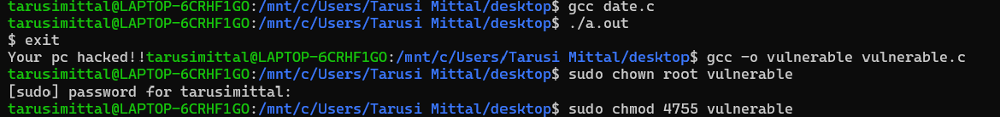 tarusimittal@LAPTOP-6CRHF1GO:/mnt/c/Users/Tarusi Mittal/desktop$ gcc date.c
tarusimittal@LAPTOP-6CRHF1GO:/mnt/c/Users/Tarusi Mittal/desktop$ ./a.out
$ exit
Your pc hacked!!tarusimittal@LAPTOP-6CRHF1GO:/mnt/c/Users/Tarusi Mittal/desktop$ gcc -o vulnerable vulnerable.c
tarusimittal@LAPTOP-6CRHF1GO:/mnt/c/Users/Tarusi Mittal/desktop$ sudo chown root vulnerable
[sudo] password for tarusimittal:
tarusimittal@LAPTOP-6CRHF1GO:/mnt/c/Users/Tarusi Mittal/desktop$ sudo chmod 4755 vulnerable